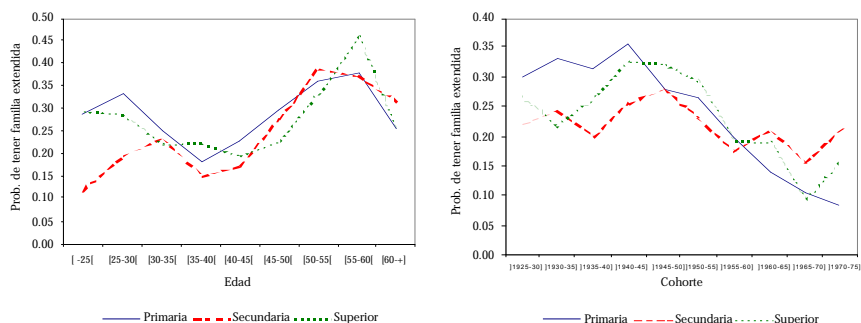 0.50
0.45
0.40
0.35
0.30
0.25
0.20
0.15
0.10
0.05
0.00
Prob. de tener familia extendida
[ -25] ]25-30[ ]30-35[ ]35-40[ ]40-45[ ]45-50[ ]50-55[ ]55-60[ ]60-+]
Edad
Primaria Secundaria Superior
0.40
0.35
0.30
0.25
0.20
0.15
0.10
0.05
0.00
Prob. de tener familia extendida
]1925-30] ]1930-35] ]1935-40] ]1940-45] ]1945-50] ]1950-55] ]1955-60] ]1960-65] ]1965-70] ]1970-75]
Cohorte
Primaria Secundaria Superior